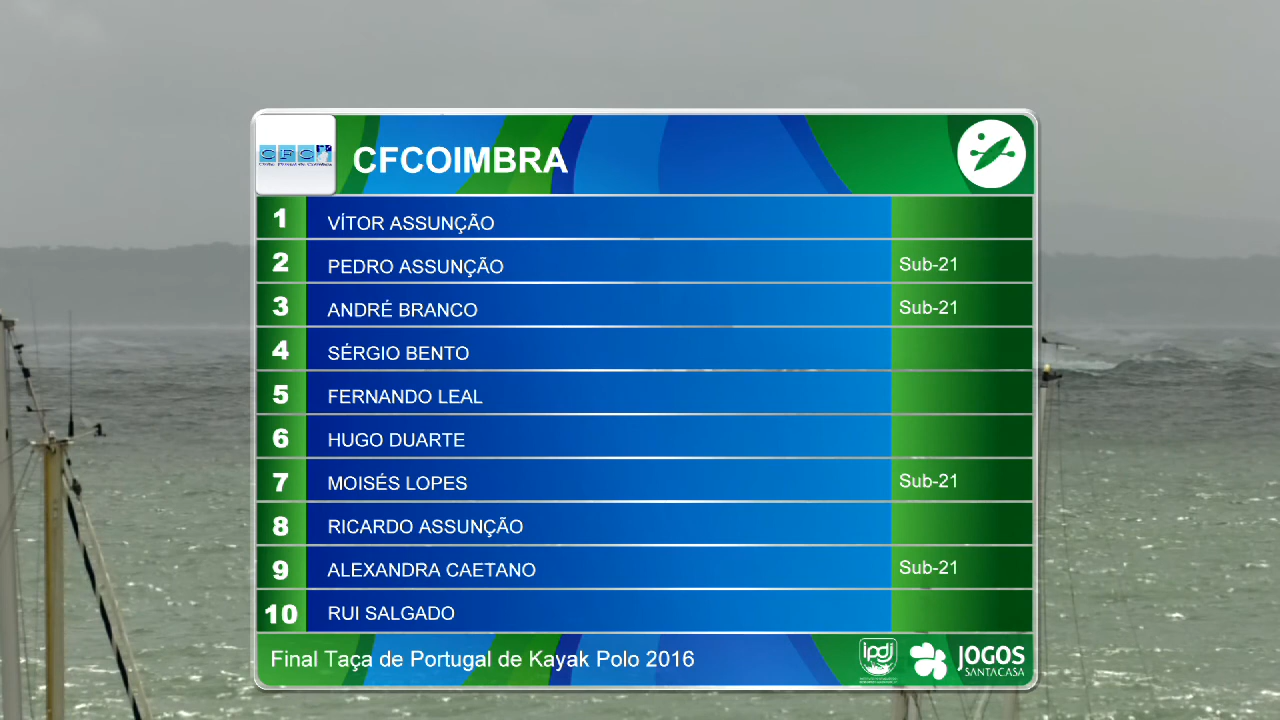 CFC
CFCOIMBRA
1 VÍTOR ASSUNÇÃO
2 PEDRO ASSUNÇÃO Sub-21
3 ANDRÉ BRANCO Sub-21
4 SÉRGIO BENTO
5 FERNANDO LEAL
6 HUGO DUARTE
7 MOISÉS LOPES Sub-21
8 RICARDO ASSUNÇÃO
9 ALEXANDRA CAETANO Sub-21
10 RUI SALGADO
Final Taça de Portugal de Kayak Polo 2016
ipdj
JOGOS
SANTACASA